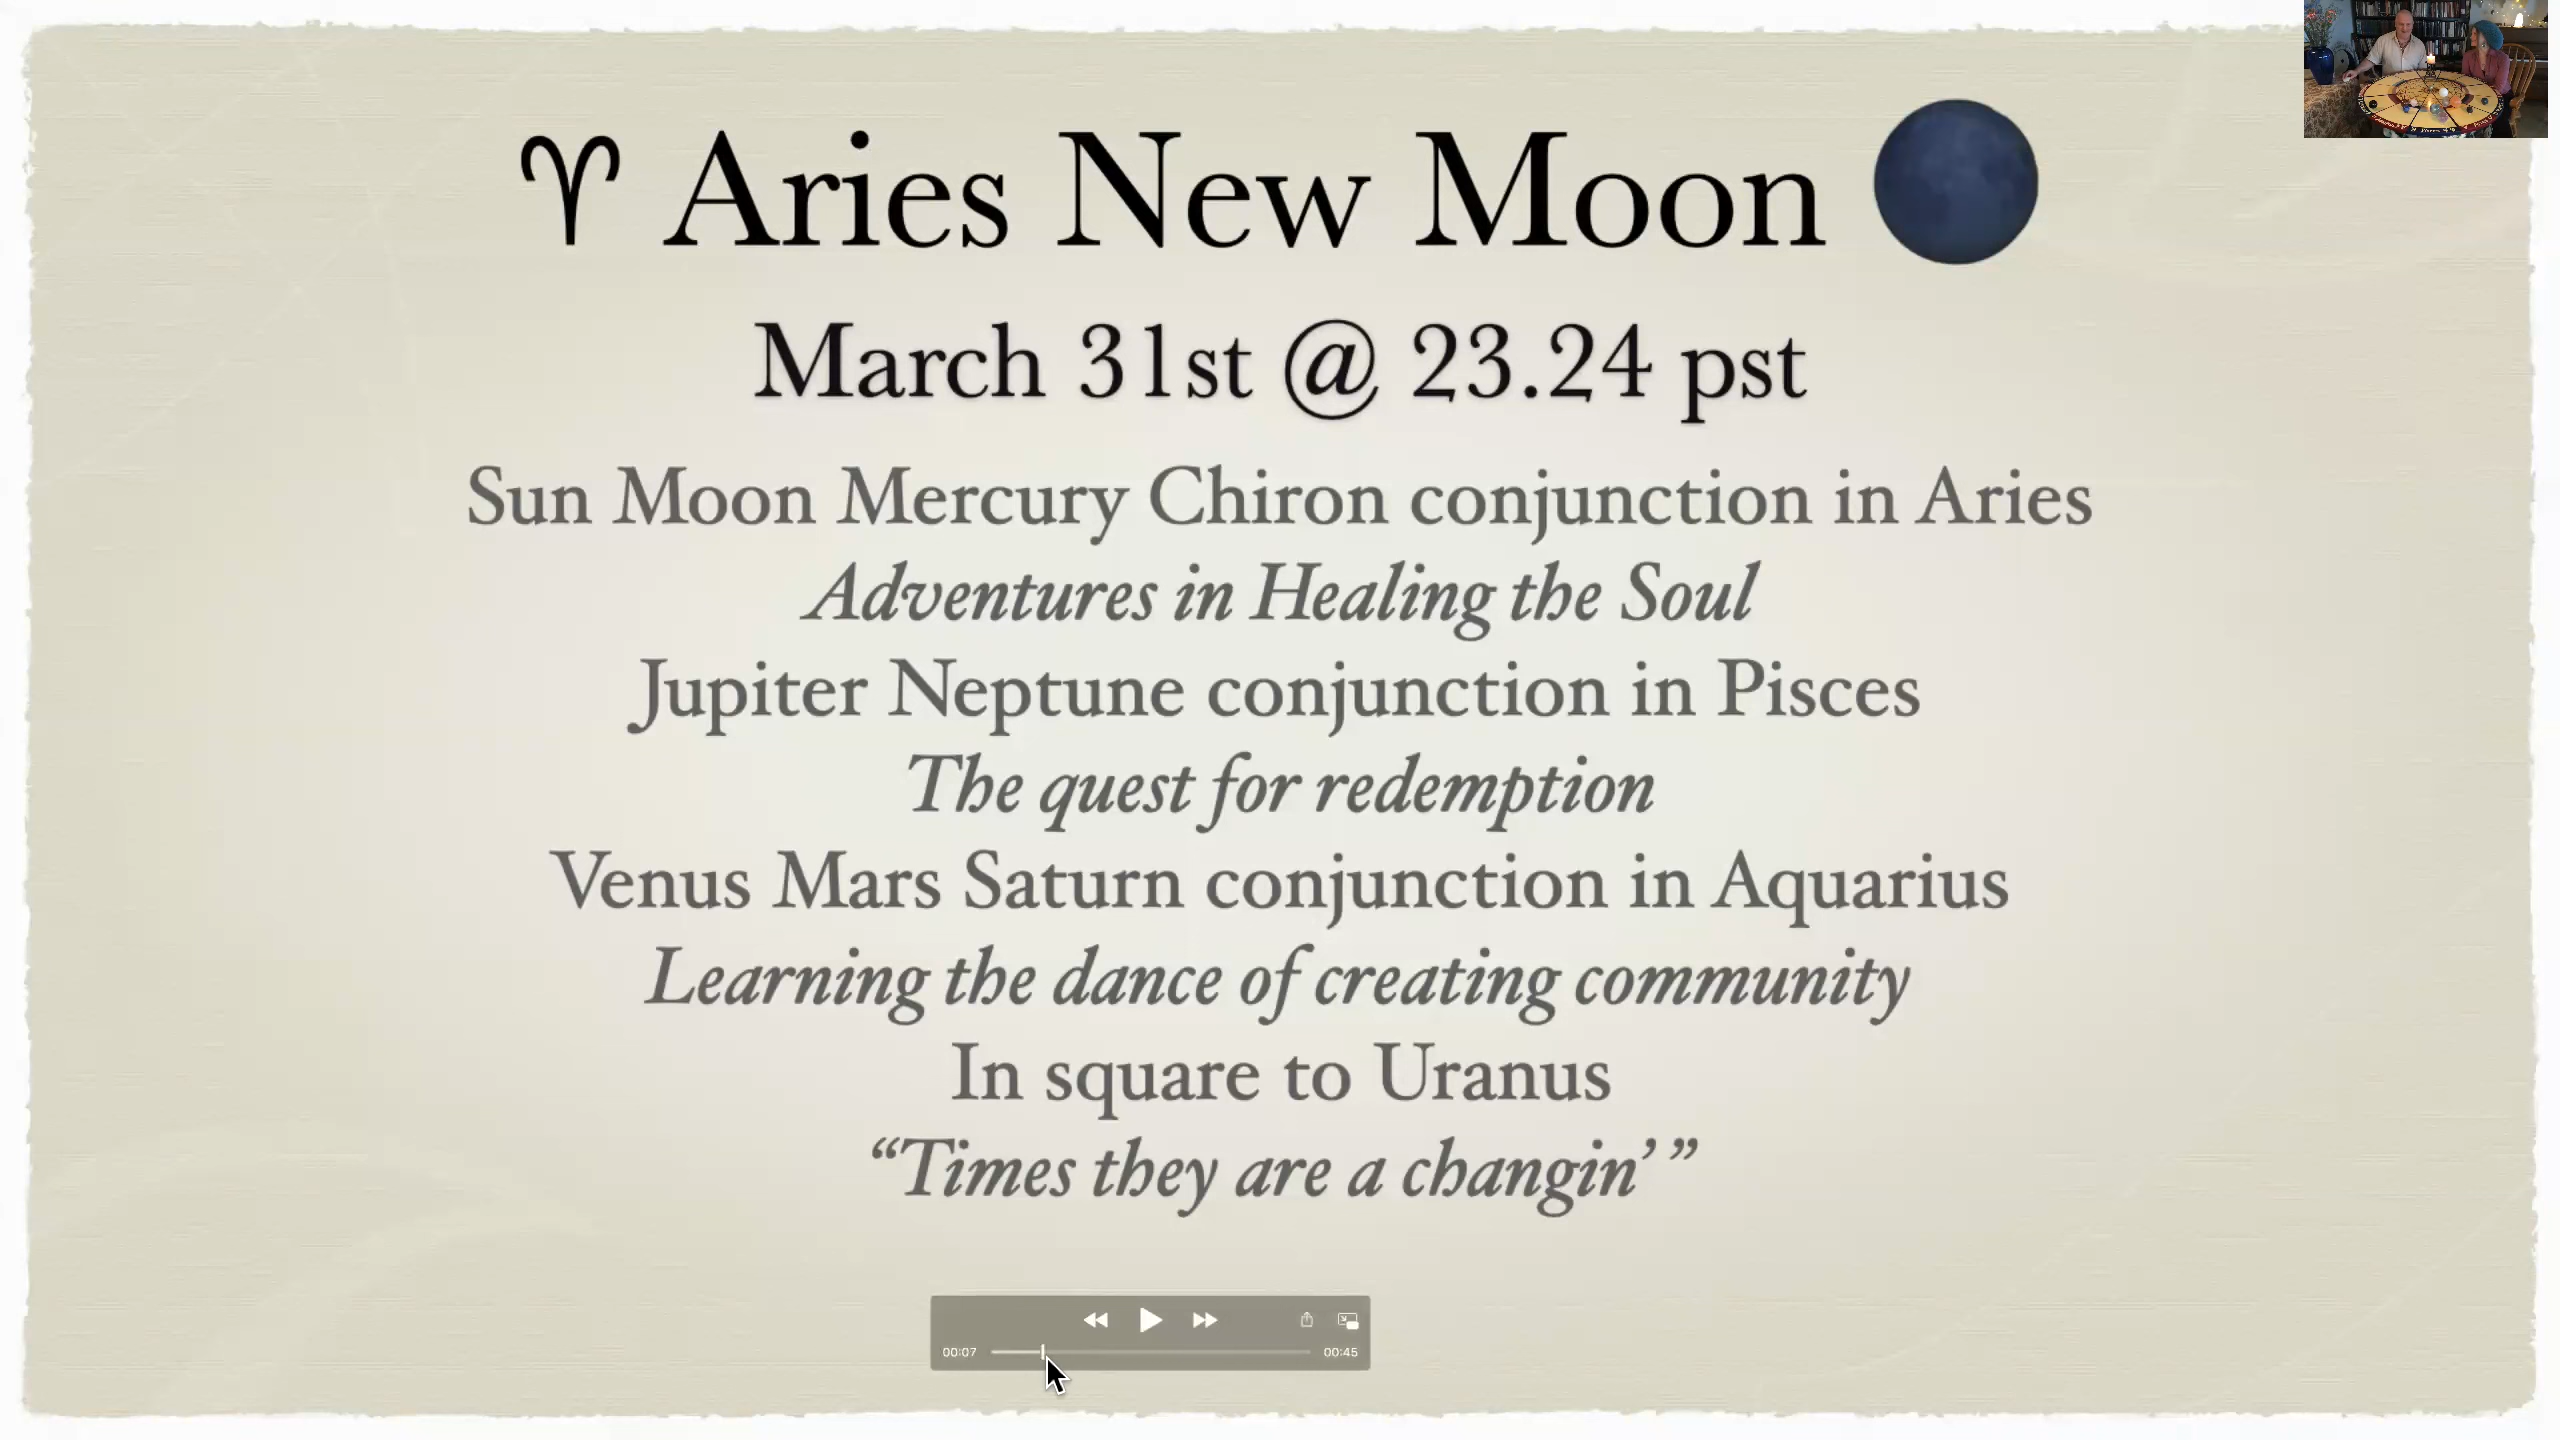 ♈ Aries New Moon
March 31st @ 23.24 pst
Sun Moon Mercury Chiron conjunction in Aries
Adventures in Healing the Soul
Jupiter Neptune conjunction in Pisces
The quest for redemption
Venus Mars Saturn conjunction in Aquarius
Learning the dance of creating community
In square to Uranus
“Times they are a changin’”
00:07
00:45